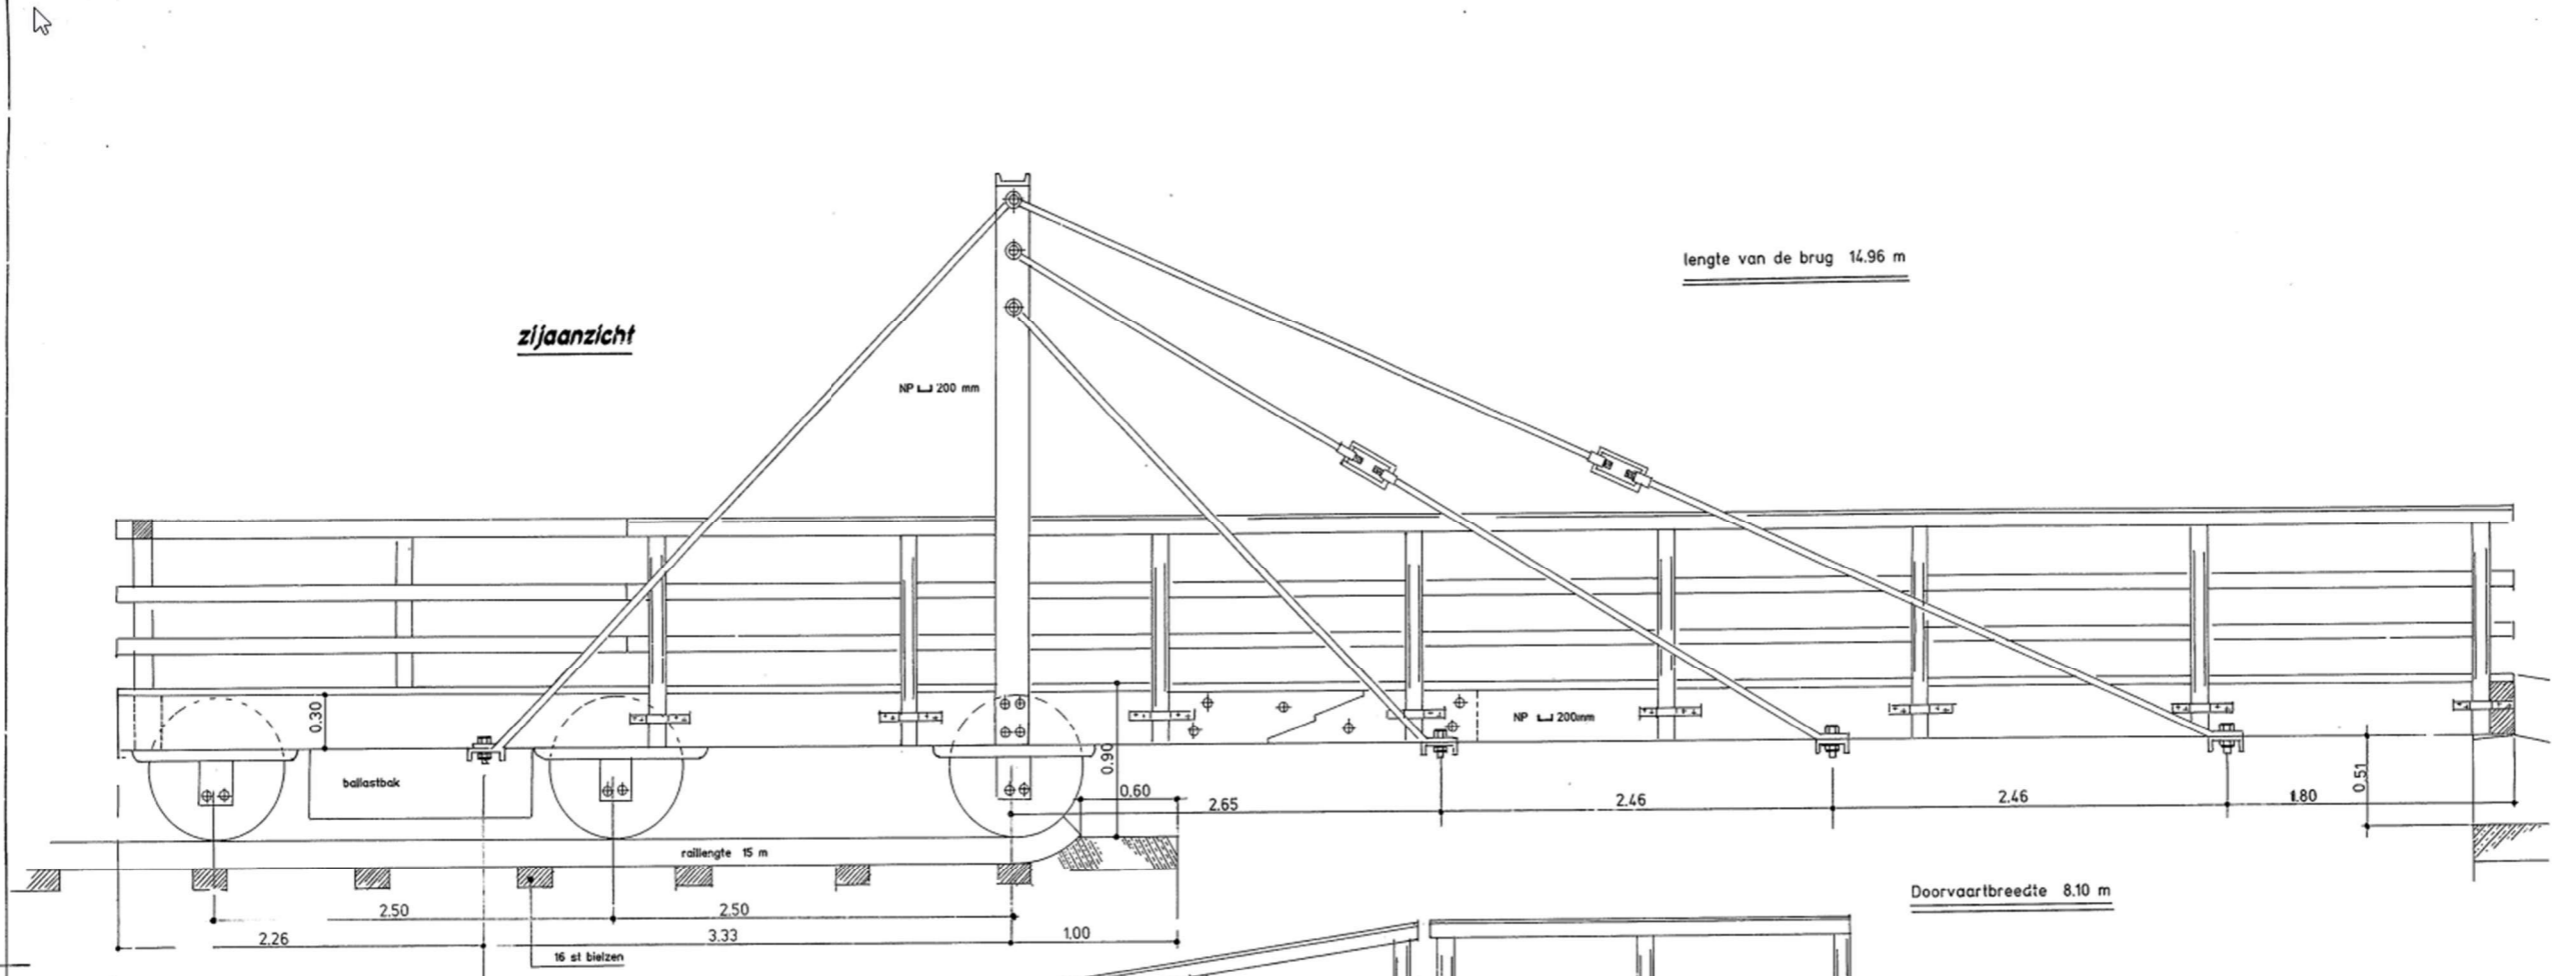 lengte van de brug 14.96 m
zijaanzicht
NP 200 mm
0.30
NP 200mm
ballastbak
0.90
0.60
2.65
2.46
2.46
1.80
0.51
raillengte 15 m
Doorvaartbreedte 8.10 m
2.50
2.50
2.26
3.33
1,00
16 st bielzen